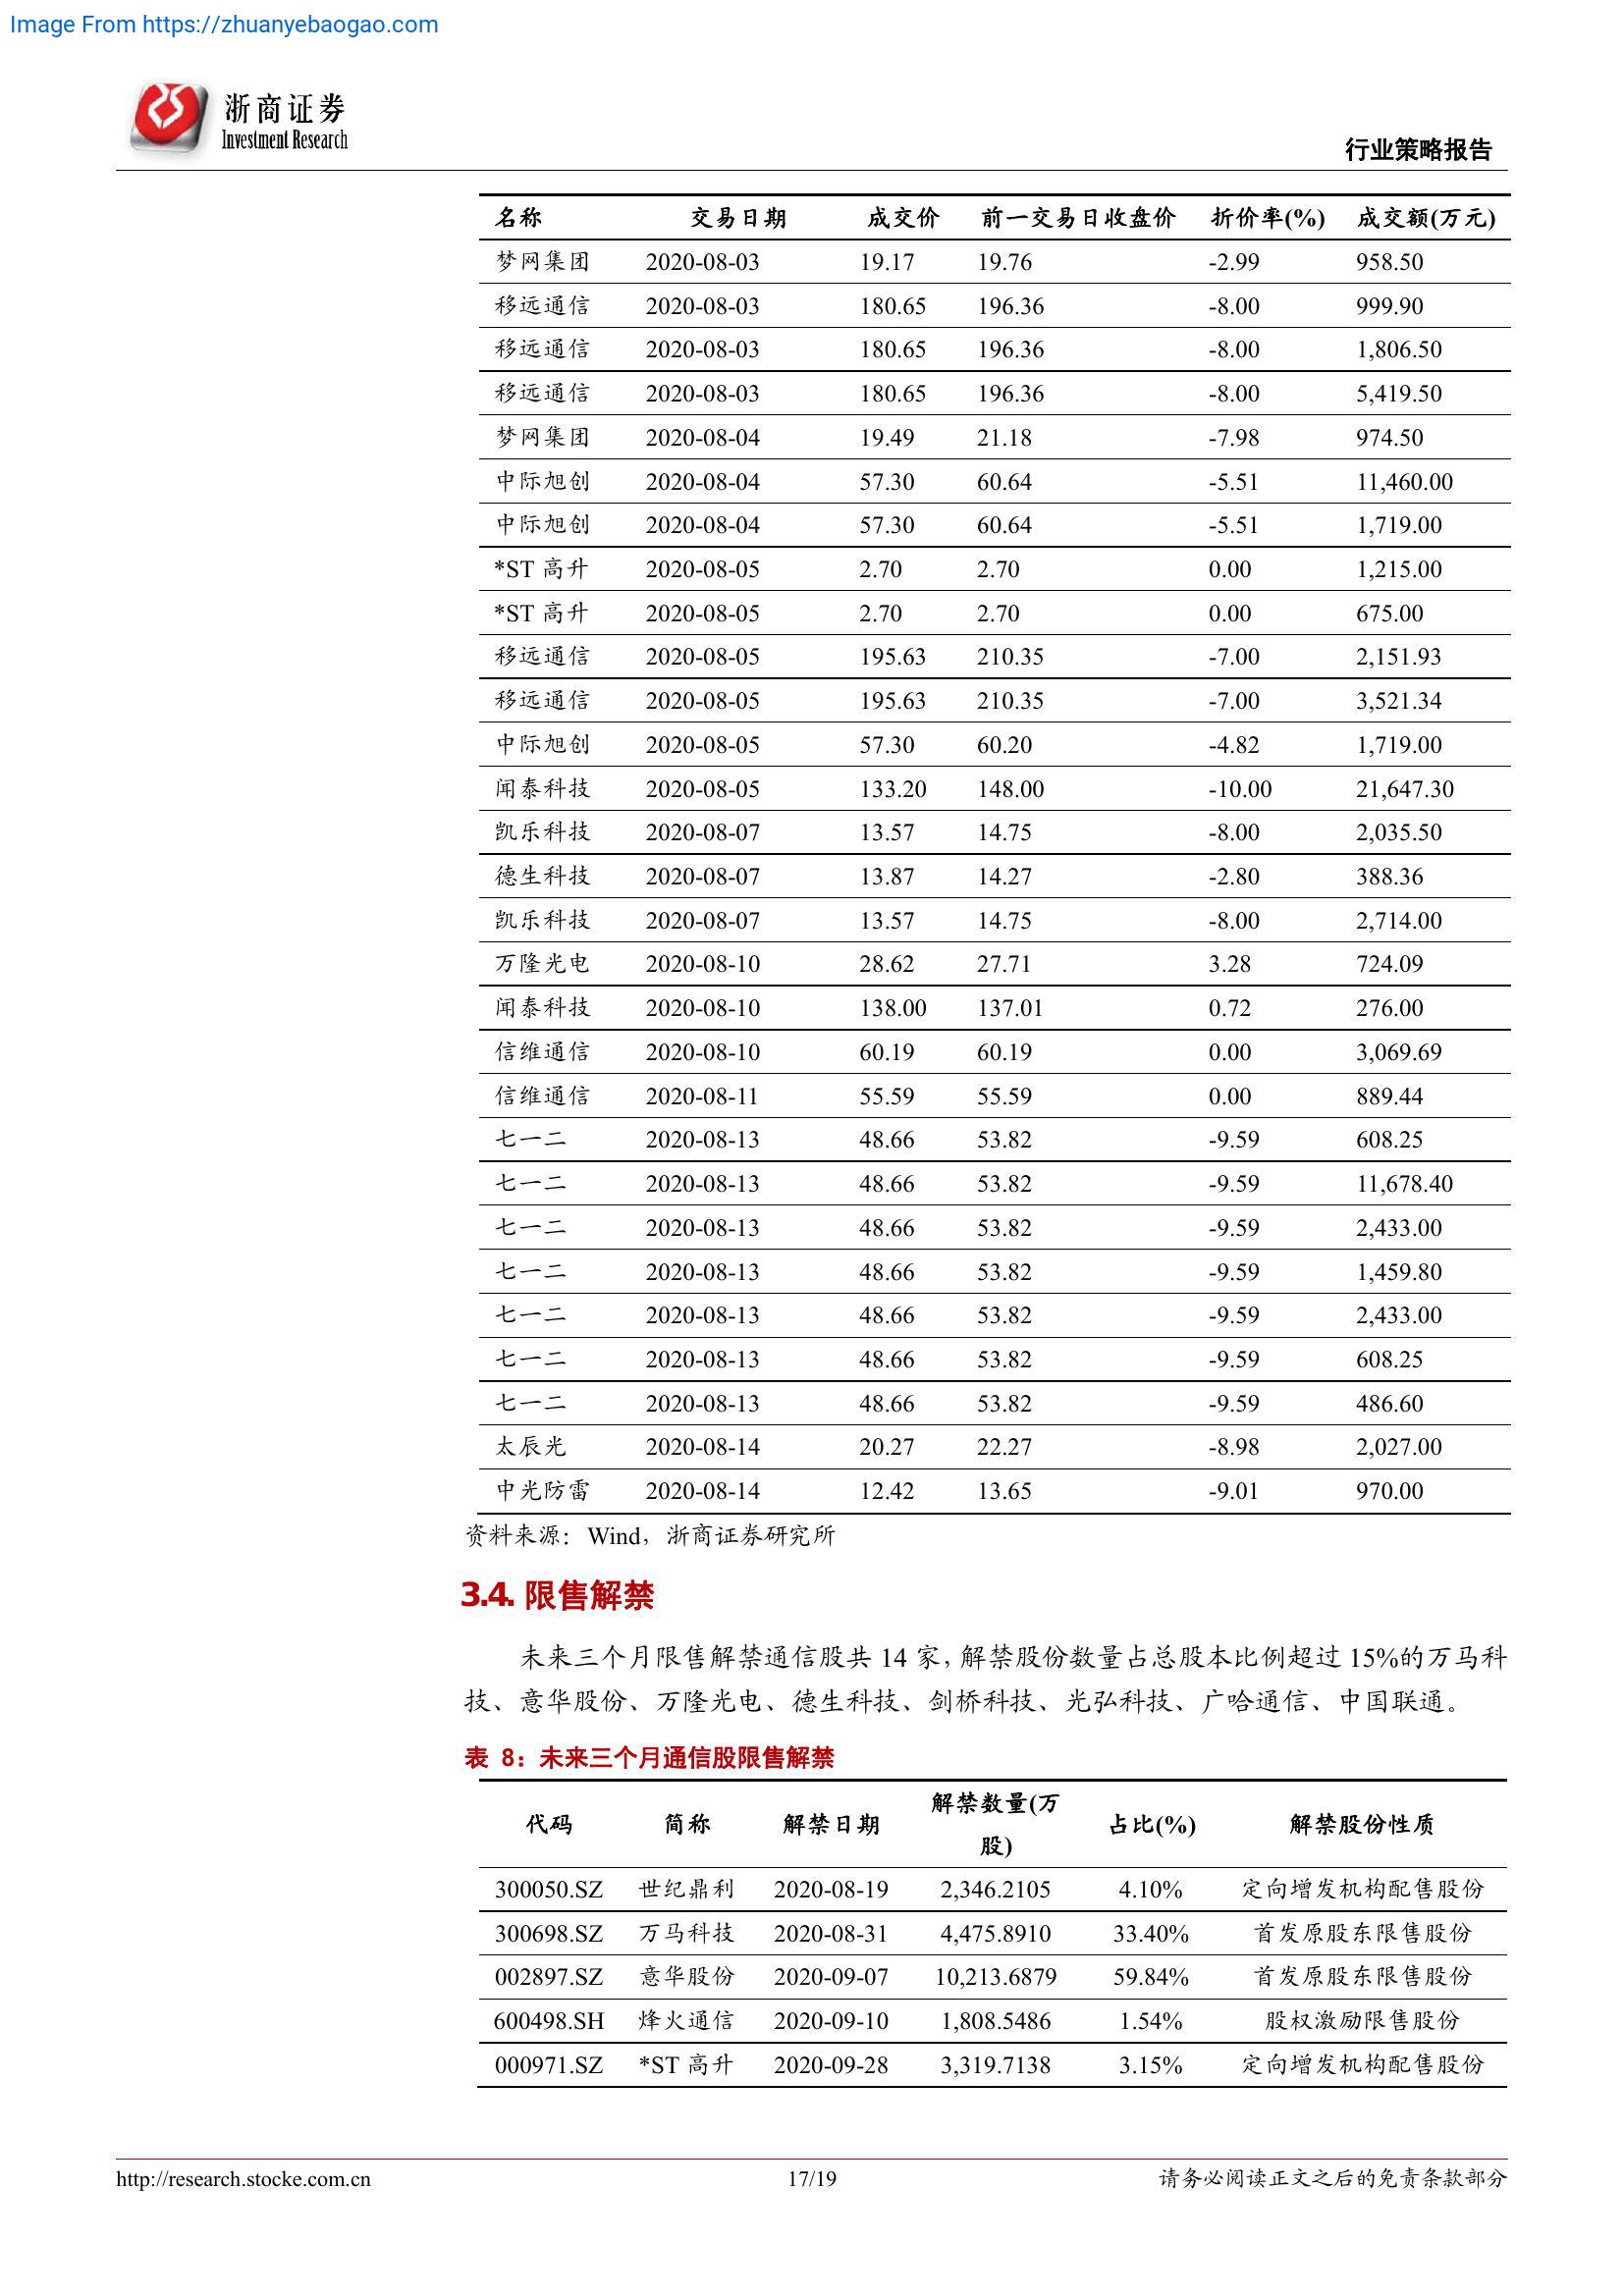 Image From https://zhuanyebaogao.com
浙商证券
Investment Research
行业策略报告
名称 交易日期 成交价 前一交易日收盘价 折价率(%) 成交额(万元)
梦网集团 2020-08-03 19.17 19.76 -2.99 958.50
移远通信 2020-08-03 180.65 196.36 -8.00 999.90
移远通信 2020-08-03 180.65 196.36 -8.00 1,806.50
移远通信 2020-08-03 180.65 196.36 -8.00 5,419.50
梦网集团 2020-08-04 19.49 21.18 -7.98 974.50
中际旭创 2020-08-04 57.30 60.64 -5.51 11,460.00
中际旭创 2020-08-04 57.30 60.64 -5.51 1,719.00
*ST 高升 2020-08-05 2.70 2.70 0.00 1,215.00
*ST 高升 2020-08-05 2.70 2.70 0.00 675.00
移远通信 2020-08-05 195.63 210.35 -7.00 2,151.93
移远通信 2020-08-05 195.63 210.35 -7.00 3,521.34
中际旭创 2020-08-05 57.30 60.20 -4.82 1,719.00
闻泰科技 2020-08-05 133.20 148.00 -10.00 21,647.30
凯乐科技 2020-08-07 13.57 14.75 -8.00 2,035.50
德生科技 2020-08-07 13.87 14.27 -2.80 388.36
凯乐科技 2020-08-07 13.57 14.75 -8.00 2,714.00
万隆光电 2020-08-10 28.62 27.71 3.28 724.09
闻泰科技 2020-08-10 138.00 137.01 0.72 276.00
信维通信 2020-08-10 60.19 60.19 0.00 3,069.69
信维通信 2020-08-11 55.59 55.59 0.00 889.44
七一二 2020-08-13 48.66 53.82 -9.59 608.25
七一二 2020-08-13 48.66 53.82 -9.59 11,678.40
七一二 2020-08-13 48.66 53.82 -9.59 2,433.00
七一二 2020-08-13 48.66 53.82 -9.59 1,459.80
七一二 2020-08-13 48.66 53.82 -9.59 2,433.00
七一二 2020-08-13 48.66 53.82 -9.59 608.25
七一二 2020-08-13 48.66 53.82 -9.59 486.60
太辰光 2020-08-14 20.27 22.27 -8.98 2,027.00
中光防雷 2020-08-14 12.42 13.65 -9.01 970.00
资料来源：Wind，浙商证券研究所
3.4. 限售解禁
未来三个月限售解禁通信股共 14 家，解禁股份数量占总股本比例超过 15%的万马科
技、意华股份、万隆光电、德生科技、剑桥科技、光弘科技、广哈通信、中国联通。
表 8：未来三个月通信股限售解禁
代码 简称 解禁日期 解禁数量(万股) 占比(%) 解禁股份性质
300050.SZ 世纪鼎利 2020-08-19 2,346.2105 4.10% 定向增发机构配售股份
300698.SZ 万马科技 2020-08-31 4,475.8910 33.40% 首发原股东限售股份
002897.SZ 意华股份 2020-09-07 10,213.6879 59.84% 首发原股东限售股份
600498.SH 烽火通信 2020-09-10 1,808.5486 1.54% 股权激励限售股份
000971.SZ *ST 高升 2020-09-28 3,319.7138 3.15% 定向增发机构配售股份
http://research.stocke.com.cn 17/19 请务必阅读正文之后的免责条款部分